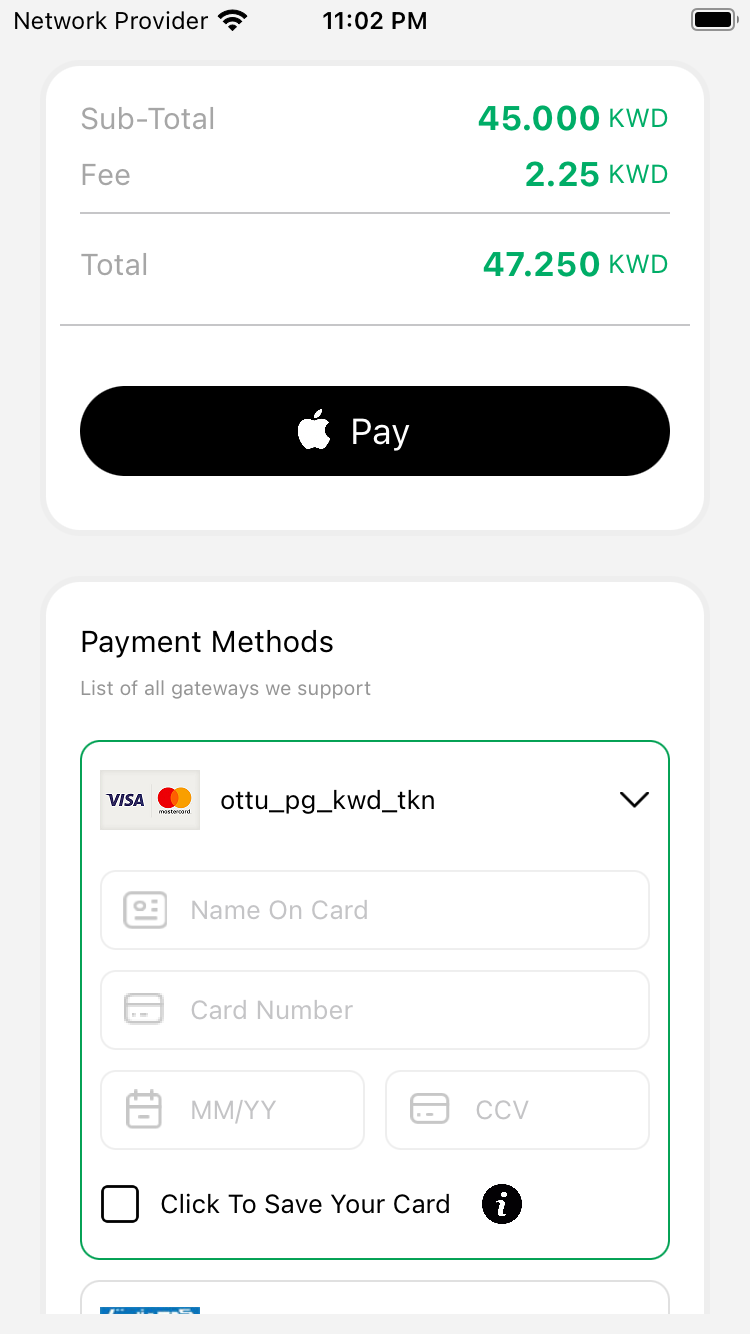 Network Provider 11:02 PM
Sub-Total 45.000 KWD
Fee 2.25 KWD
Total 47.250 KWD
Pay
Payment Methods
List of all gateways we support
VISA mastercard. ottu_pg_kwd_tkn
Name On Card
Card Number
MM/YY CCV
Click To Save Your Card i